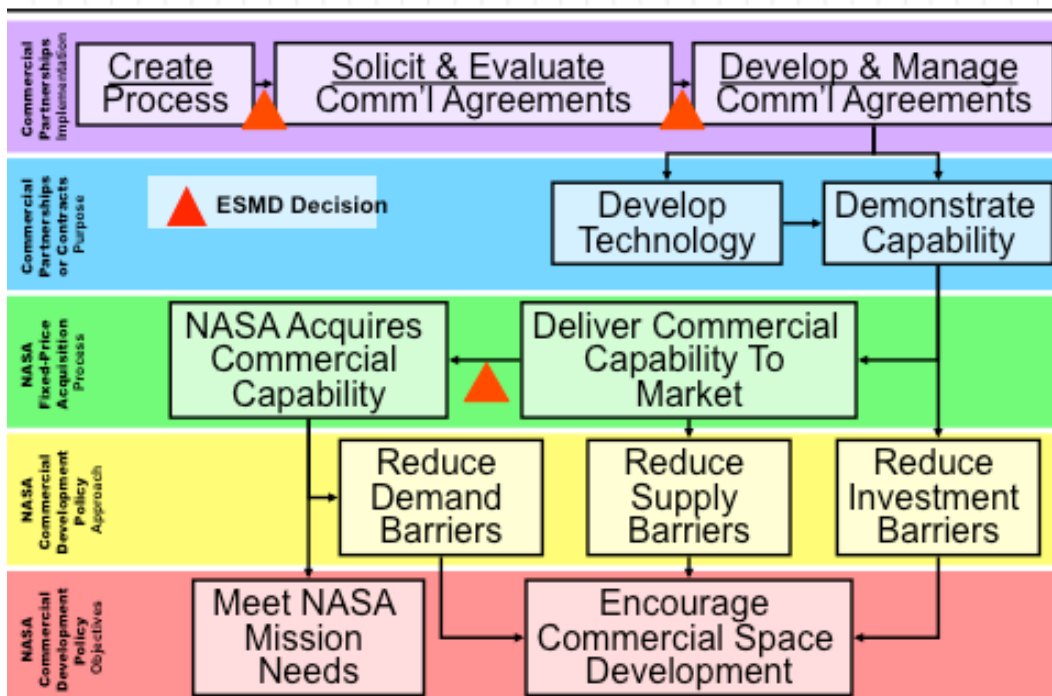 Commercial
Partnerships
Implementation
Create
Process
Solicit & Evaluate
Comm'l Agreements
Develop & Manage
Comm'l Agreements
Commercial
Partnerships
or Contracts
Purpose
ESMD Decision
Develop
Technology
Demonstrate
Capability
NASA
Fixed-Price
Acquisition
Process
NASA Acquires
Commercial
Capability
Deliver Commercial
Capability To
Market
NASA
Commercial
Development
Policy
Approach
Reduce
Demand
Barriers
Reduce
Supply
Barriers
Reduce
Investment
Barriers
NASA
Commercial
Development
Policy
Objectives
Meet NASA
Mission
Needs
Encourage
Commercial Space
Development